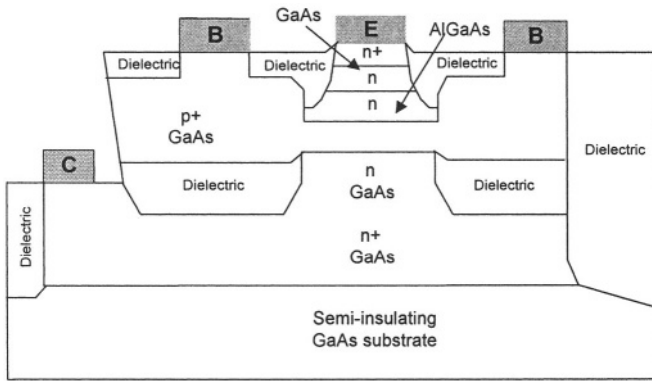 GaAs
E
AlGaAs
B
B
n+
Dielectric
Dielectric
Dielectric
n
n
p+
GaAs
Dielectric
C
n
GaAs
Dielectric
Dielectric
Dielectric
n+
GaAs
Semi-insulating
GaAs substrate